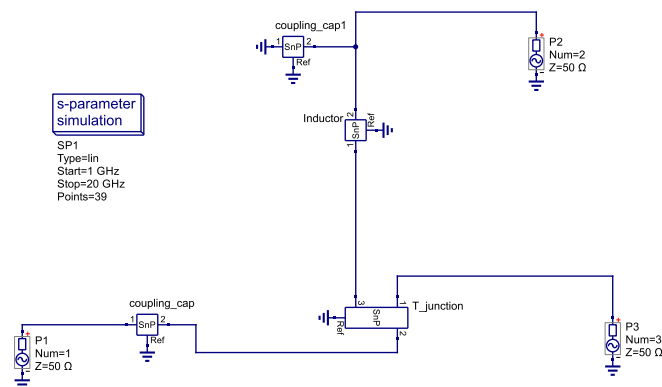 coupling_cap1
1 SnP 2
Ref
+
P2
Num=2
Z=50 Ω
-
s-parameter
simulation
SP1
Type=lin
Start=1 GHz
Stop=20 GHz
Points=39
Inductor
2
SnP
Ref
1
coupling_cap
1 SnP 2
Ref
3
1
T_junction
SnP
Ref
2
+
P1
Num=1
Z=50 Ω
-
+
P3
Num=3
Z=50 Ω
-